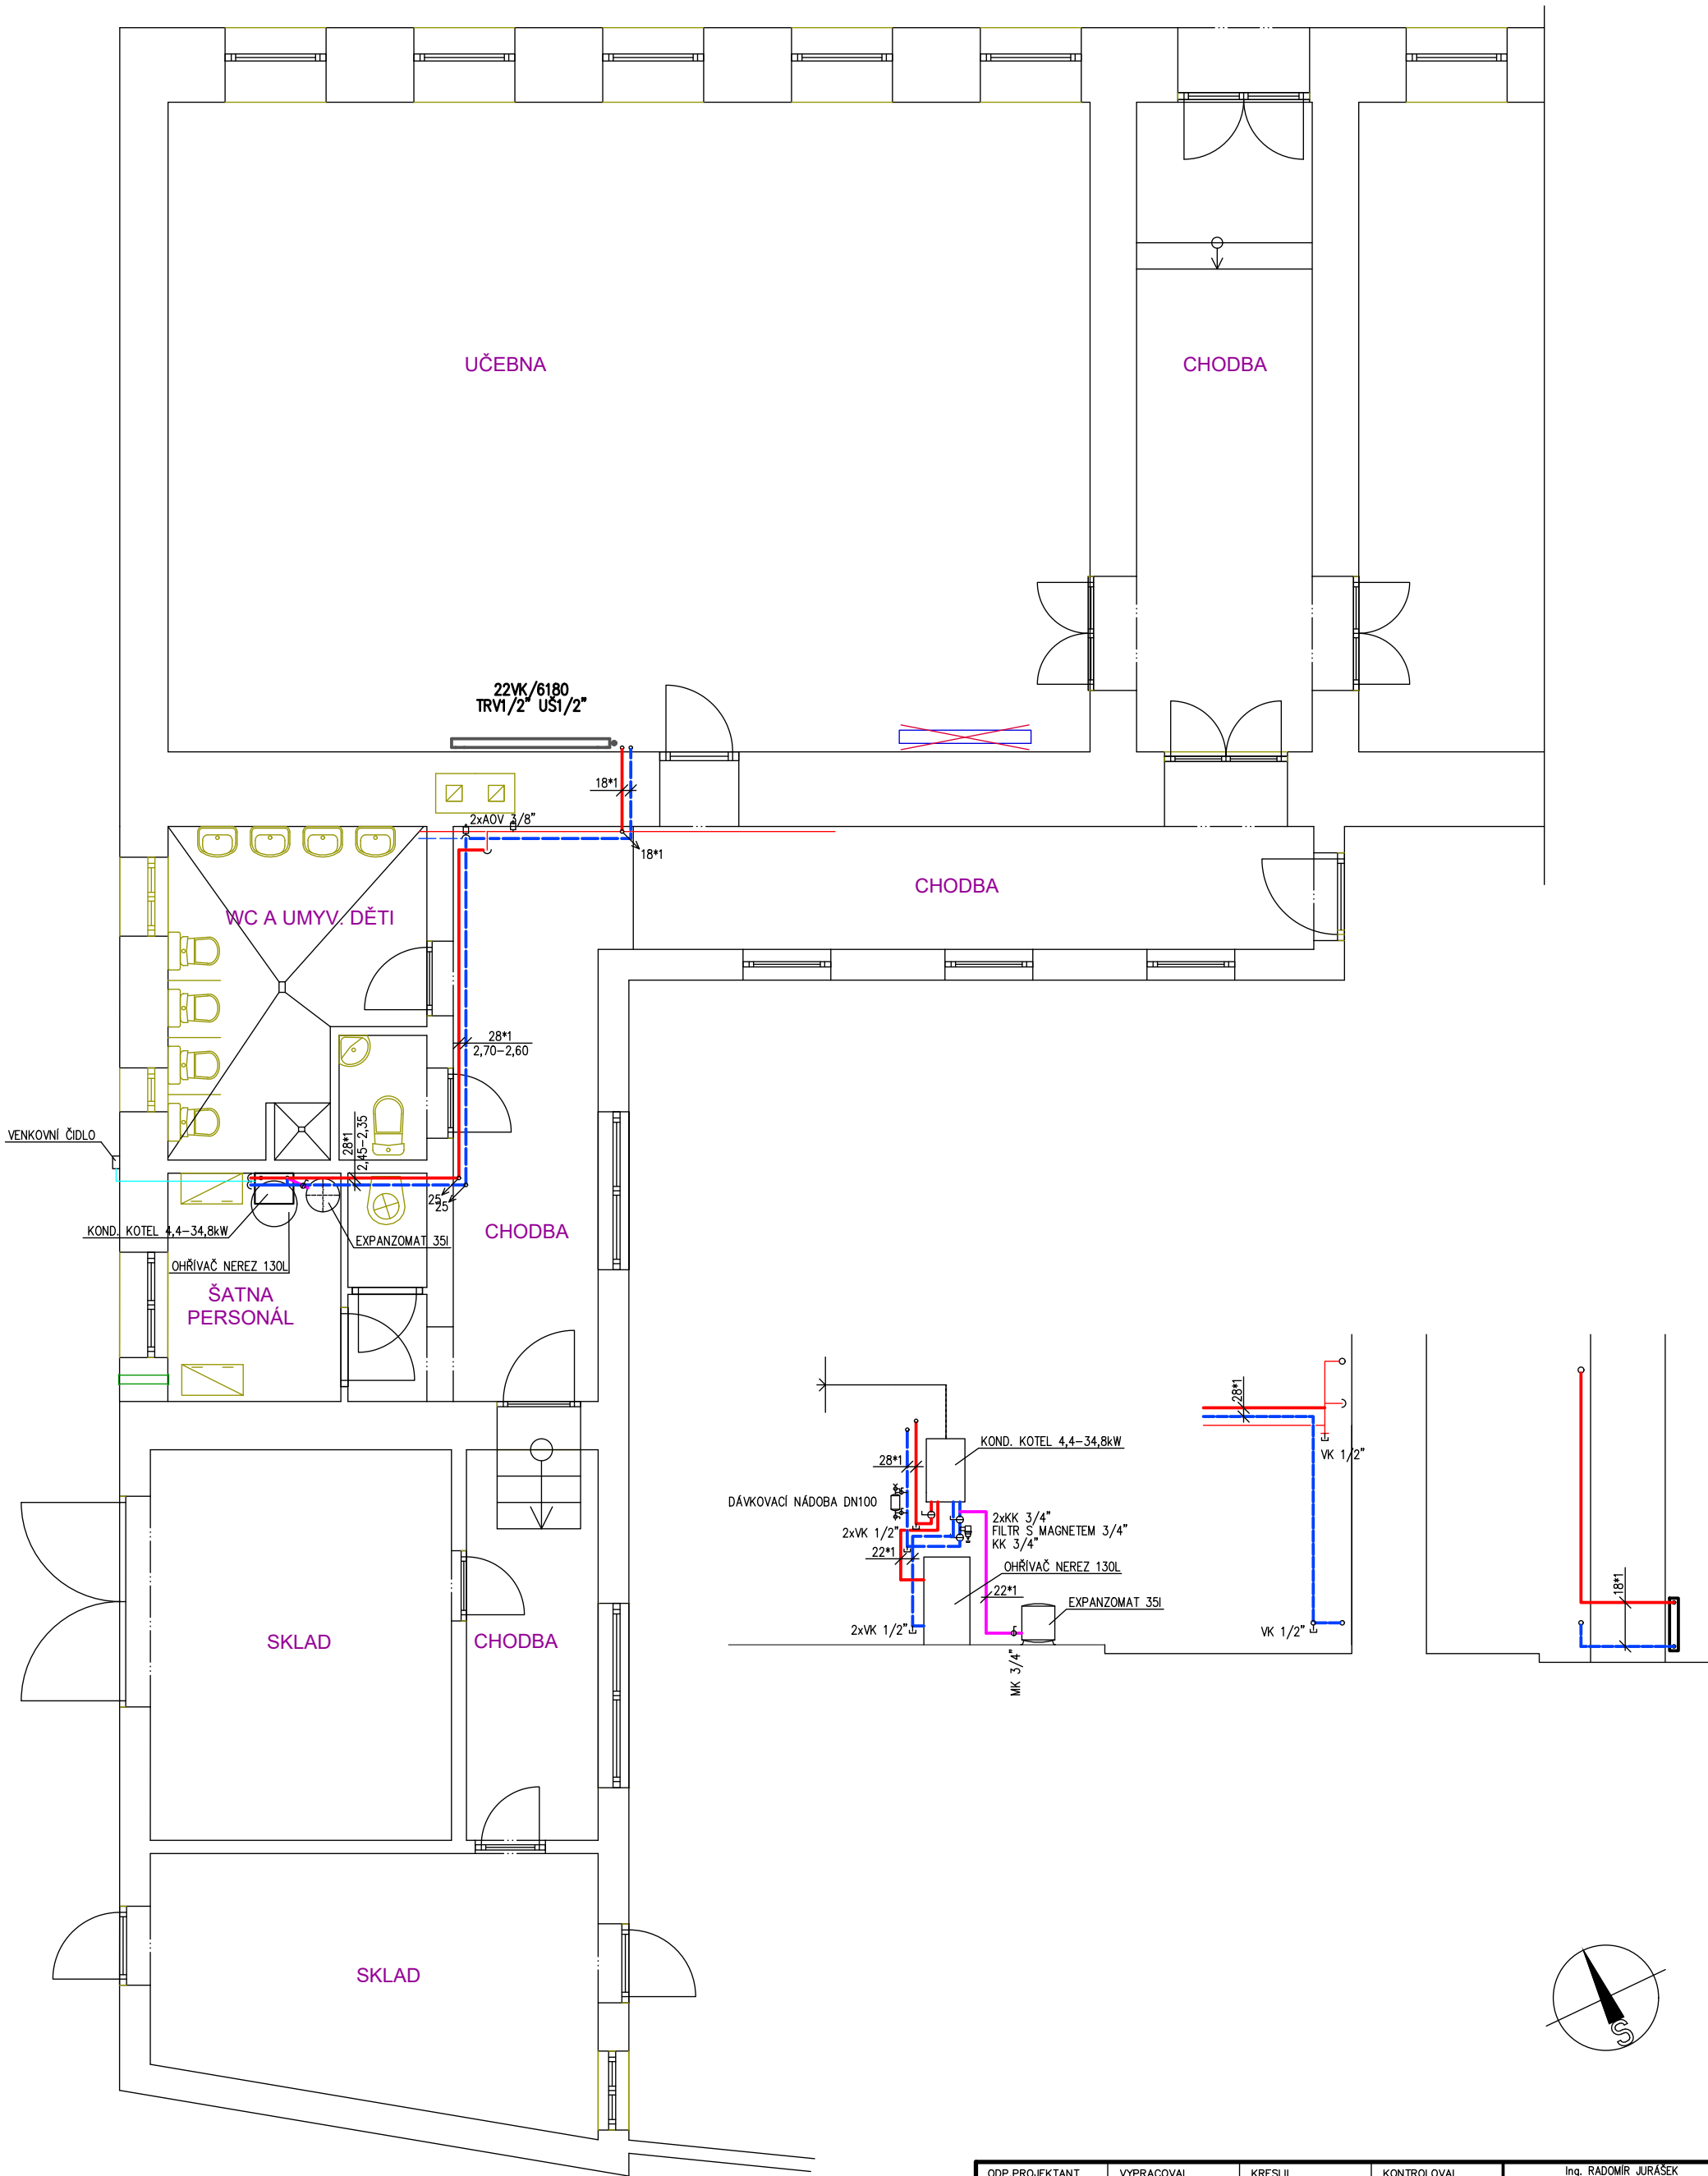 UČEBNA
CHODBA
22VK/6180
TRV1/2" UŠ1/2"
18*1
2xAOV 3/8"
18*1
CHODBA
WC A UMYV. DĚTI
28*1
2,70-2,60
VENKOVNÍ ČIDLO
28*1
2,45-2,35
25
25
KOND. KOTEL 4,4-34,8kW
EXPANZOMAT 35l
CHODBA
OHŘÍVAČ NEREZ 130L
ŠATNA
PERSONÁL
28*1
KOND. KOTEL 4,4-34,8kW
VK 1/2"
28*1
DÁVKOVACÍ NÁDOBA DN100
2xKK 3/4"
FILTR S MAGNETEM 3/4"
KK 3/4"
2xVK 1/2"
22*1
OHŘÍVAČ NEREZ 130L
22*1
EXPANZOMAT 35l
18*1
2xVK 1/2"
VK 1/2"
MK 3/4"
SKLAD
CHODBA
SKLAD
S
ODP.PROJEKTANT VYPRACOVAL KRESLIL KONTROLOVAL Ing. RADOMÍR JURÁŠEK